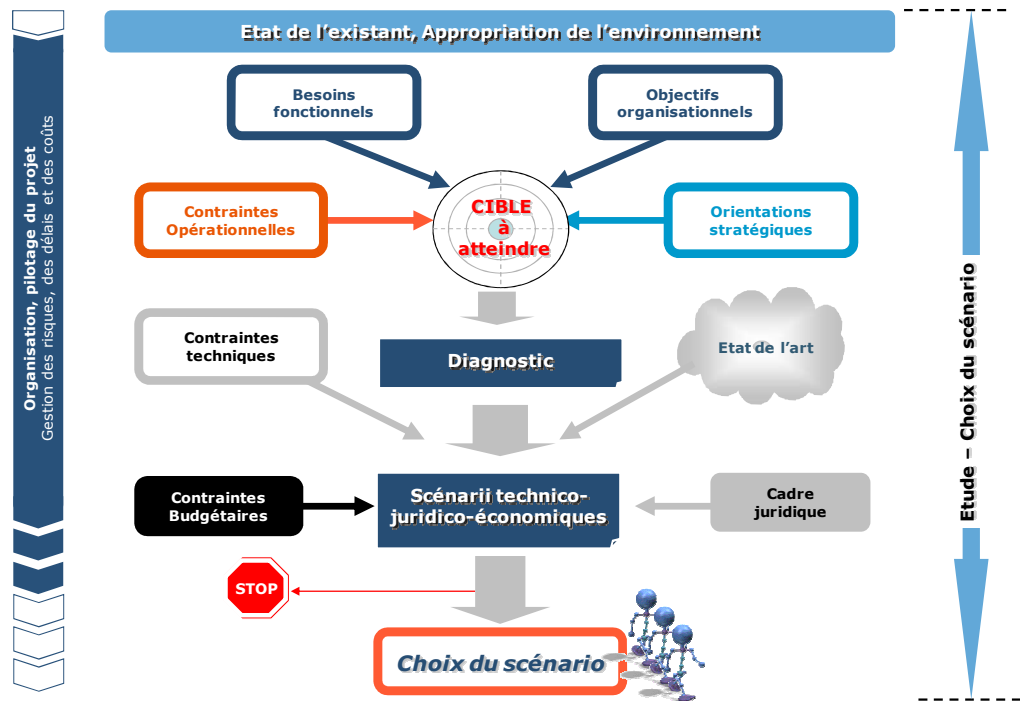 Etat de l'existant, Appropriation de l'environnement
Organisation, pilotage du projet
Gestion des risques, des délais et des coûts
Besoins
fonctionnels
Objectifs
organisationnels
Contraintes
Opérationnelles
CIBLE
à
atteindre
Orientations
stratégiques
Contraintes
techniques
Diagnostic
Etat de l'art
Contraintes
Budgétaires
Scénarii technico-
juridico-économiques
Cadre
juridique
STOP
Choix du scénario
Etude – Choix du scénario